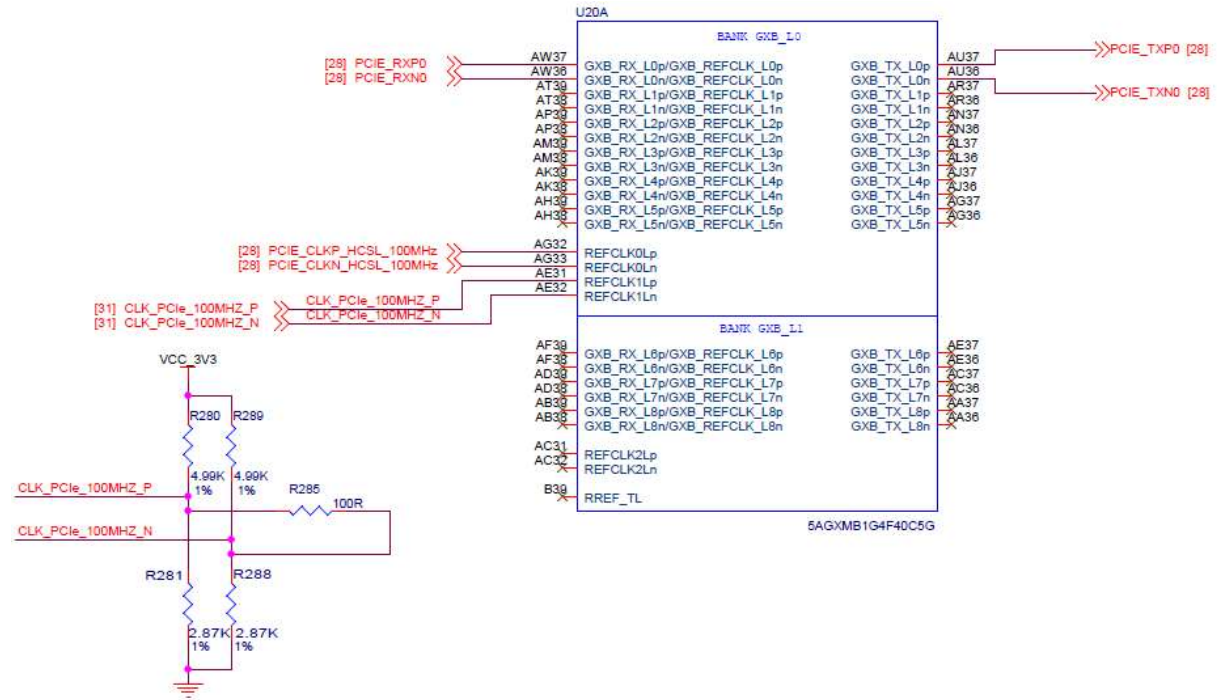 U20A
BANK GXB_L0
[28] PCIE_RXP0
[28] PCIE_RXN0
AW37
AW36
AT39
AT38
AP39
AP38
AM39
AM38
AK39
AK38
AH39
AH38
GXB_RX_L0p/GXB_REFCLK_L0p
GXB_RX_L0n/GXB_REFCLK_L0n
GXB_RX_L1p/GXB_REFCLK_L1p
GXB_RX_L1n/GXB_REFCLK_L1n
GXB_RX_L2p/GXB_REFCLK_L2p
GXB_RX_L2n/GXB_REFCLK_L2n
GXB_RX_L3p/GXB_REFCLK_L3p
GXB_RX_L3n/GXB_REFCLK_L3n
GXB_RX_L4p/GXB_REFCLK_L4p
GXB_RX_L4n/GXB_REFCLK_L4n
GXB_RX_L5p/GXB_REFCLK_L5p
GXB_RX_L5n/GXB_REFCLK_L5n
GXB_TX_L0p
GXB_TX_L0n
GXB_TX_L1p
GXB_TX_L1n
GXB_TX_L2p
GXB_TX_L2n
GXB_TX_L3p
GXB_TX_L3n
GXB_TX_L4p
GXB_TX_L4n
GXB_TX_L5p
GXB_TX_L5n
AU37
AU36
AR37
AR36
AN37
AN36
AL37
AL36
AJ37
AJ36
AG37
AG36
PCIE_TXP0 [28]
PCIE_TXN0 [28]
[28] PCIE_CLKP_HCSL_100MHz
[28] PCIE_CLKN_HCSL_100MHz
[31] CLK_PCIe_100MHZ_P
[31] CLK_PCIe_100MHZ_N
CLK_PCIe_100MHZ_P
CLK_PCIe_100MHZ_N
AG32
AG33
AE31
AE32
REFCLK0Lp
REFCLK0Ln
REFCLK1Lp
REFCLK1Ln
BANK GXB_L1
AF39
AF38
AD39
AD38
AB39
AB38
GXB_RX_L6p/GXB_REFCLK_L6p
GXB_RX_L6n/GXB_REFCLK_L6n
GXB_RX_L7p/GXB_REFCLK_L7p
GXB_RX_L7n/GXB_REFCLK_L7n
GXB_RX_L8p/GXB_REFCLK_L8p
GXB_RX_L8n/GXB_REFCLK_L8n
GXB_TX_L6p
GXB_TX_L6n
GXB_TX_L7p
GXB_TX_L7n
GXB_TX_L8p
GXB_TX_L8n
AE37
AE36
AC37
AC36
AA37
AA36
AC31
AC32
REFCLK2Lp
REFCLK2Ln
B39
RREF_TL
5AGXMB1G4F40C5G
VCC_3V3
R280
R289
4.99K
1%
4.99K
1%
CLK_PCIe_100MHZ_P
R285
100R
CLK_PCIe_100MHZ_N
R281
R288
2.87K
1%
2.87K
1%